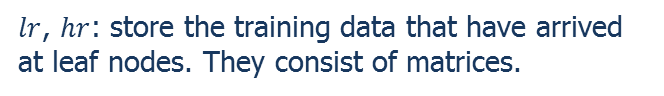 lr, hr: store the training data that have arrived
at leaf nodes. They consist of matrices.